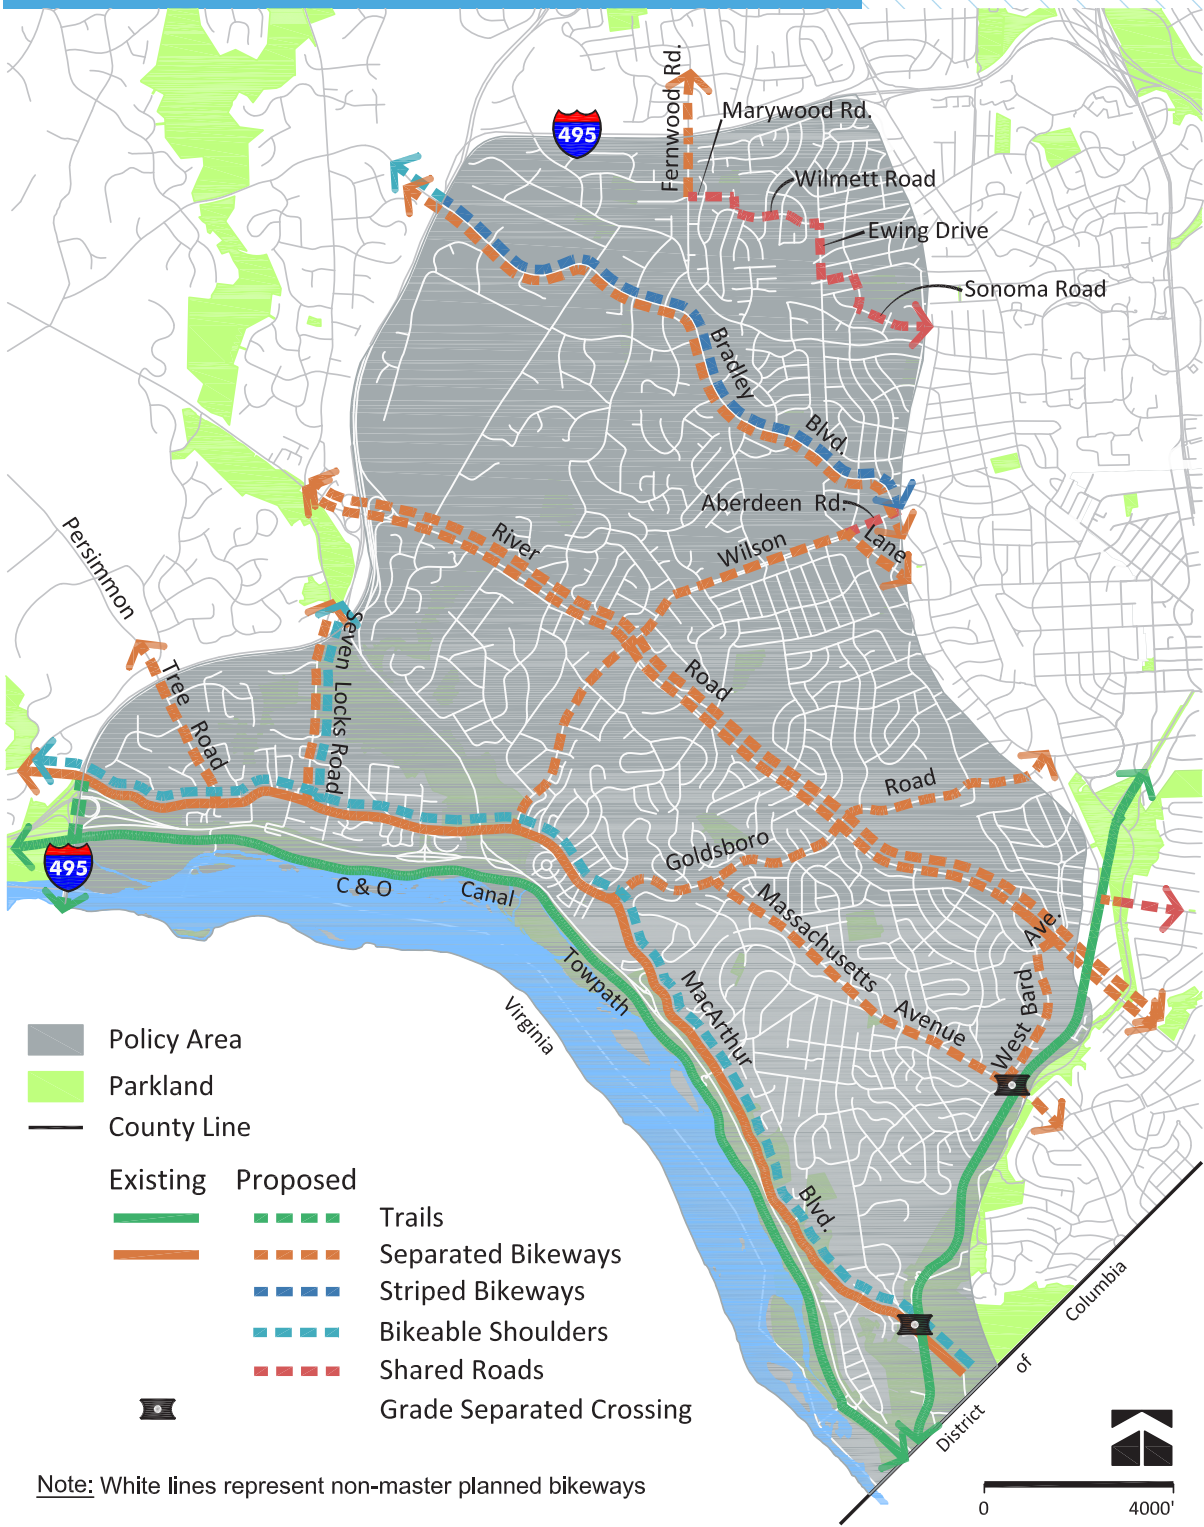 Fernwood Rd.
Marywood Rd.
495
Wilmett Road
Ewing Drive
Sonoma Road
Bradley
Blvd.
Aberdeen Rd.
Lane
Wilson
River
Road
Persimmon
Tree
Road
Seven Locks Road
Road
Goldsboro
495
C & O
Canal
Towpath
Massachusetts
Avenue
Ave.
West Bard
MacArthur
Blvd.
Virginia
Policy Area
Parkland
County Line
Existing Proposed
Trails
Separated Bikeways
Striped Bikeways
Bikeable Shoulders
Shared Roads
Grade Separated Crossing
District
of
Columbia
Note: White lines represent non-master planned bikeways
0 4000'